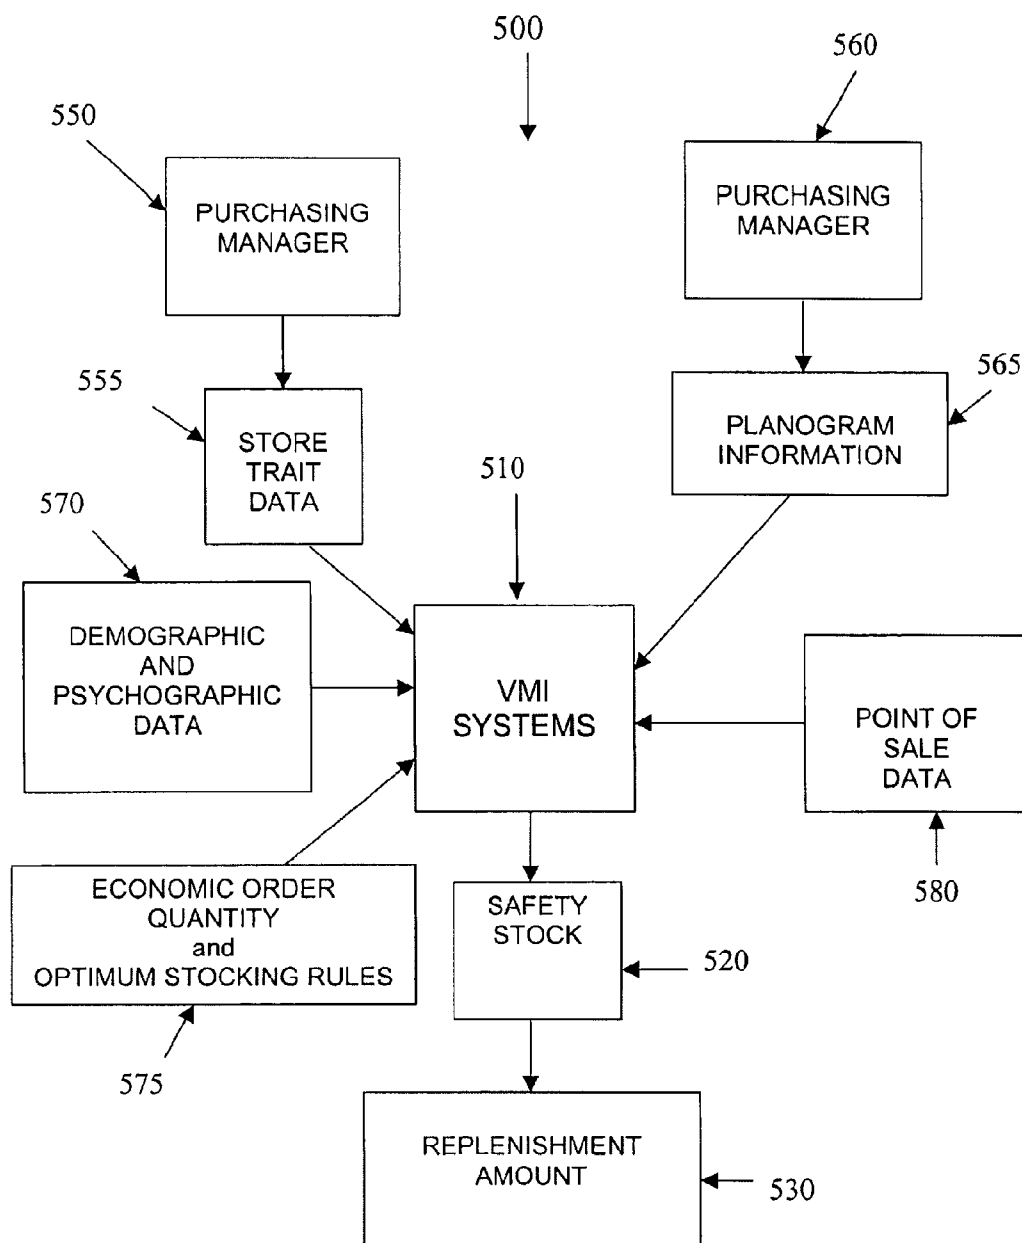 500
560
550
PURCHASING
MANAGER
PURCHASING
MANAGER
555
565
STORE
TRAIT
DATA
PLANOGRAM
INFORMATION
510
570
DEMOGRAPHIC
AND
PSYCHOGRAPHIC
DATA
VMI
SYSTEMS
POINT OF
SALE
DATA
580
ECONOMIC ORDER
QUANTITY
and
OPTIMUM STOCKING RULES
575
SAFETY
STOCK
520
REPLENISHMENT
AMOUNT
530